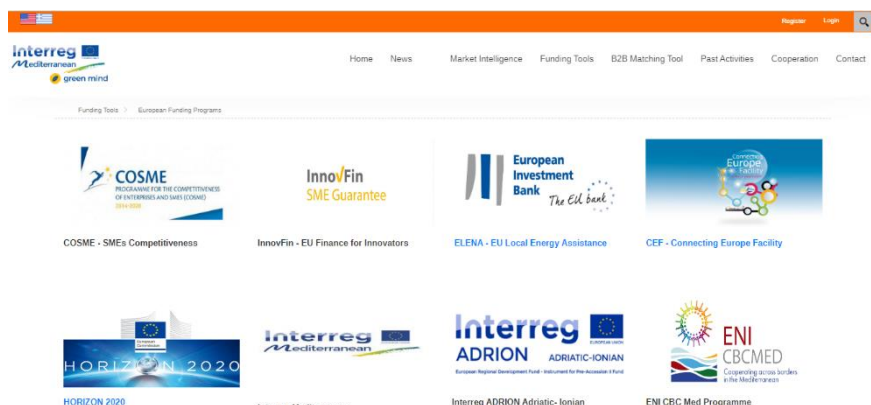 Register Login
Interreg
Mediterranean
green mind
Home News Market Intelligence Funding Tools B2B Matching Tool Past Activities Cooperation Contact
Funding Tools > European Funding Programs
COSME
PROGRAMME FOR THE COMPETITIVENESS
OF ENTERPRISES AND SMES (COSME)
2014-2020
InnovFin
SME Guarantee
European
Investment
Bank
The EU bank
Connecting
Europe
Facility
COSME - SMEs Competitiveness
InnovFin - EU Finance for Innovators
ELENA - EU Local Energy Assistance
CEF - Connecting Europe Facility
European
Commission
HORIZON 2020
Interreg
Mediterranean
Interreg
EUROPEAN UNION
ADRION ADRIATIC-IONIAN
European Regional Development Fund - Instrument for Pre-Accession II Fund
ENI
CBCMED
Cooperating across borders
in the Mediterranean
HORIZON 2020
Interreg ADRION Adriatic- Ionian
ENI CBC Med Programme